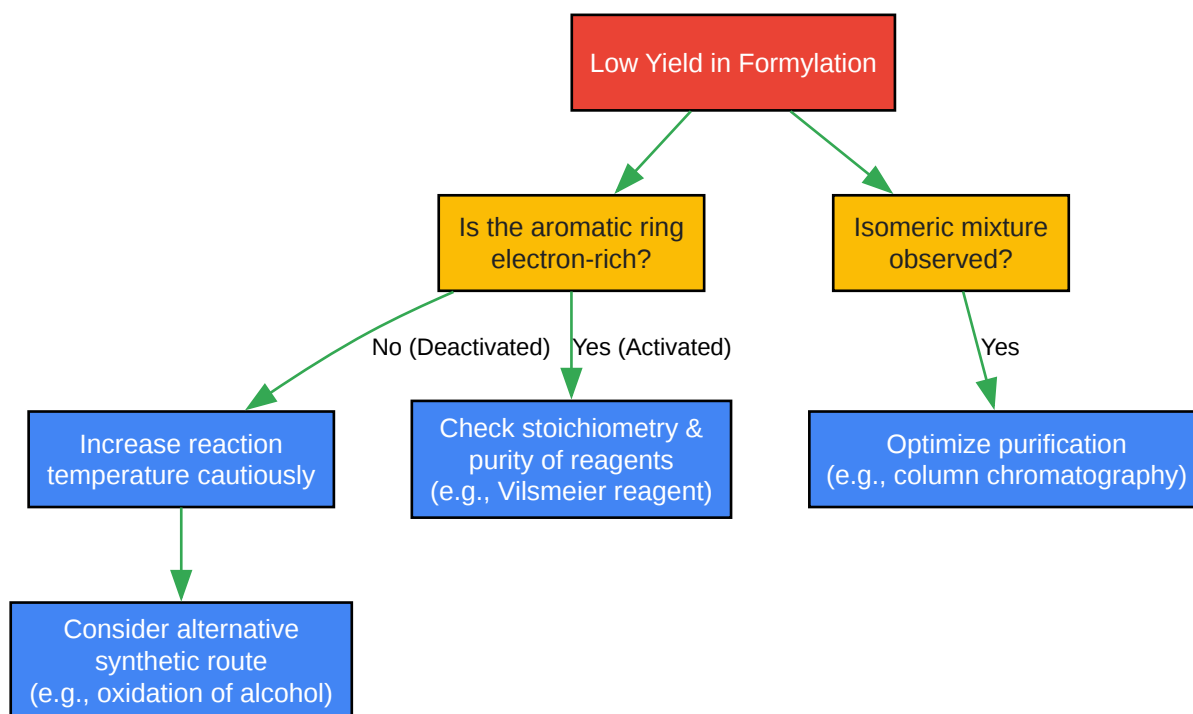 Low Yield in Formylation
Is the aromatic ring
electron-rich?
Isomeric mixture
observed?
No (Deactivated)
Yes (Activated)
Yes
Increase reaction
temperature cautiously
Check stoichiometry &
purity of reagents
(e.g., Vilsmeier reagent)
Optimize purification
(e.g., column chromatography)
Consider alternative
synthetic route
(e.g., oxidation of alcohol)